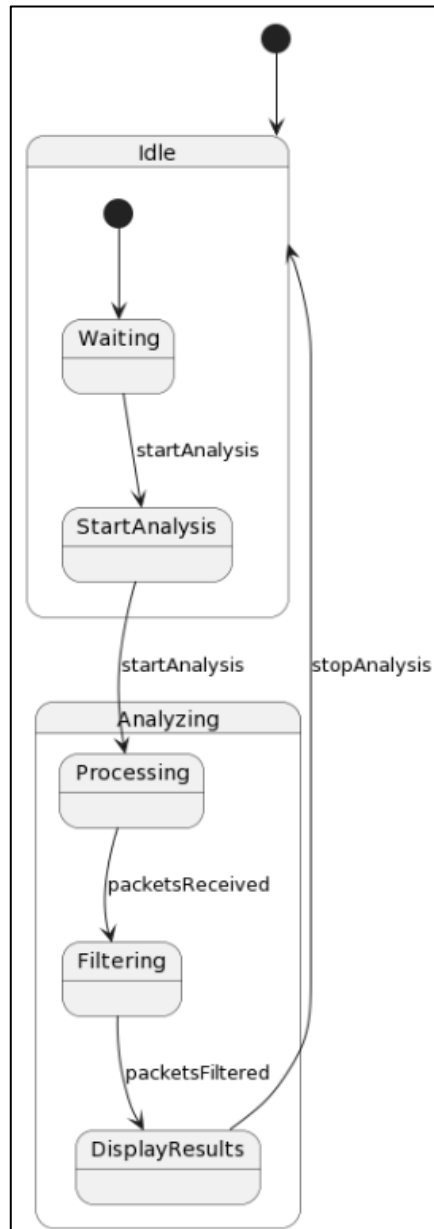 Idle
Waiting
startAnalysis
StartAnalysis
startAnalysis
stopAnalysis
Analyzing
Processing
packetsReceived
Filtering
packetsFiltered
DisplayResults